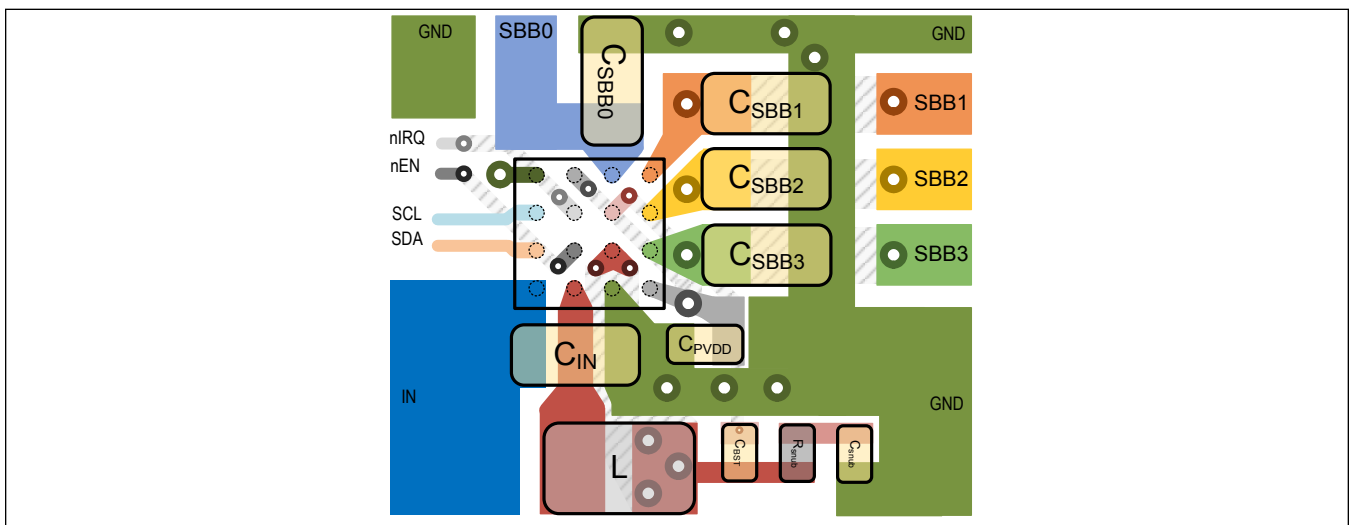 GND
SBB0
CSBB0
GND
CSBB1
SBB1
nIRQ
nEN
CSBB2
SBB2
SCL
SDA
CSBB3
SBB3
CIN
CPVDD
IN
GND
L
CBST
Rsnub
Csnub